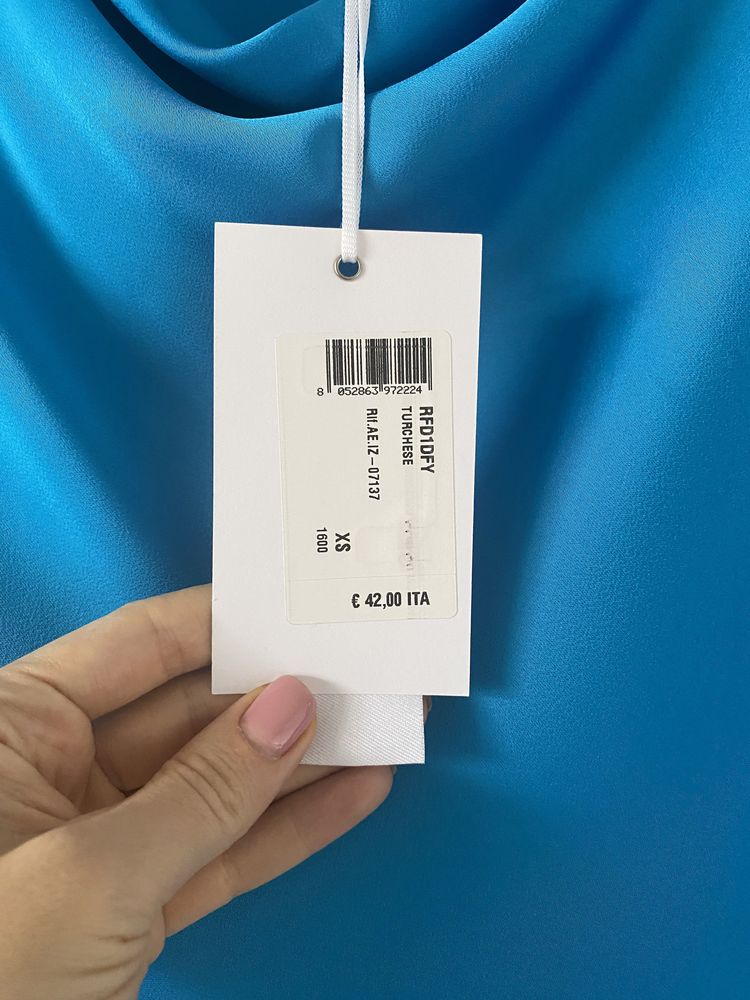 8 052863 972224
RFD1DFY
TURCHESE
Rif.AE.IZ – 07137
XS
1600
€ 42,00 ITA